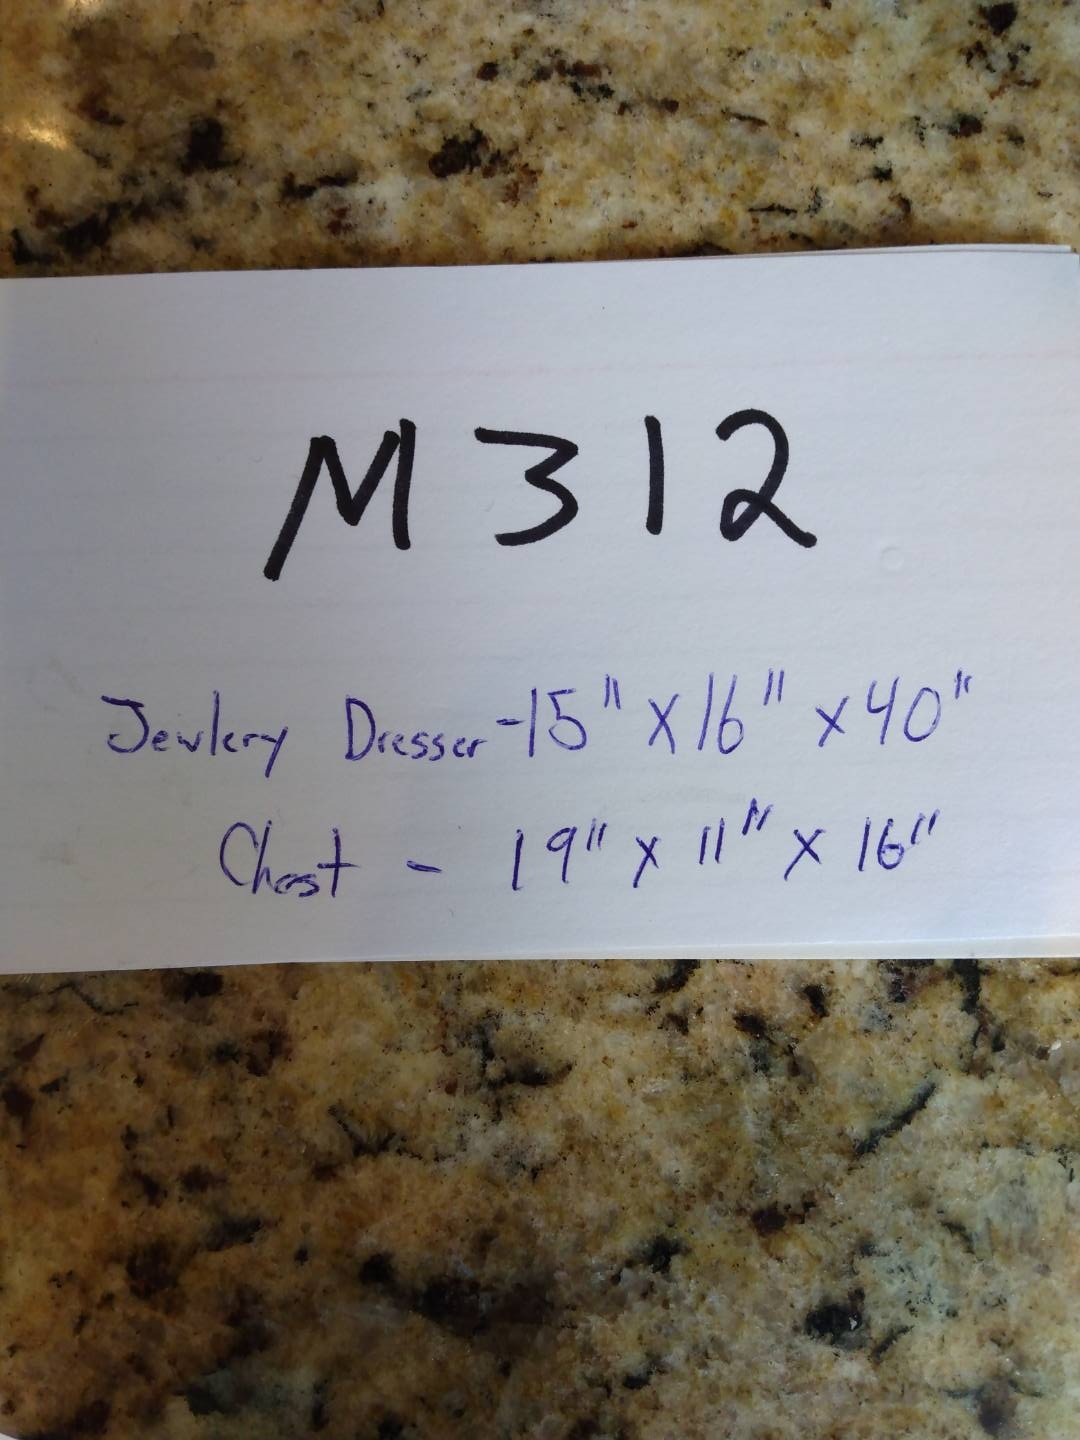 M312
Jewlery Dresser -15" x 16" x 40"
Chest - 19" x 11" x 16"